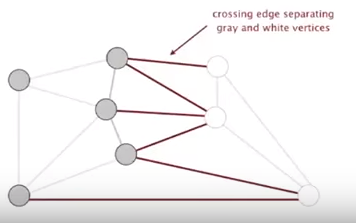 crossing edge separating
gray and white vertices